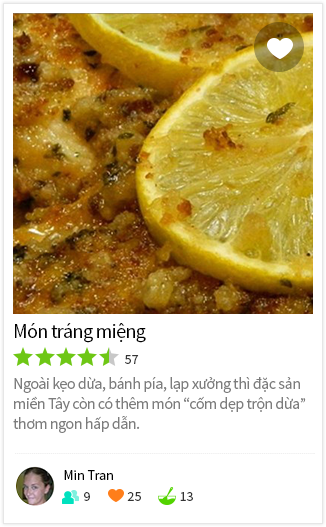 Món tráng miệng
57
Ngoài kẹo dừa, bánh pía, lạp xưởng thì đặc sản
miền Tây còn có thêm món “cốm dẹp trộn dừa”
thơm ngon hấp dẫn.
Min Tran
9 25 13